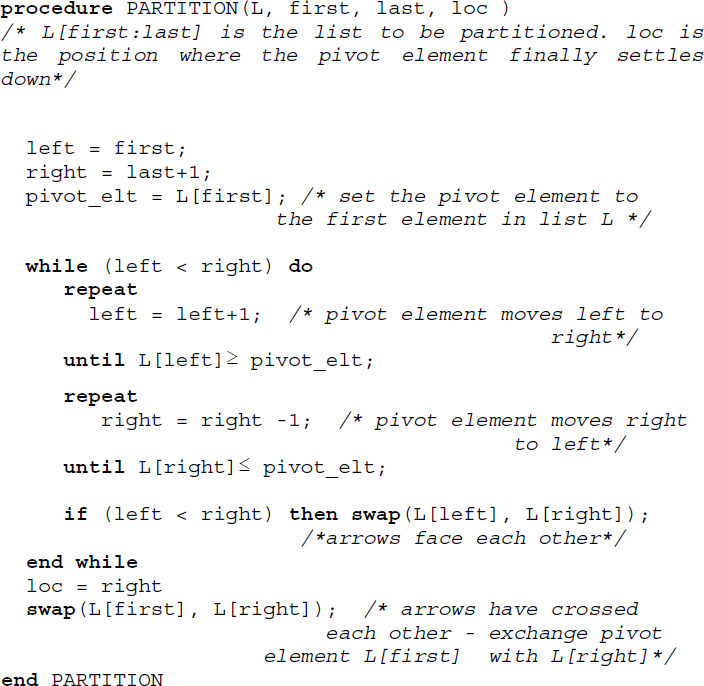 procedure PARTITION(L, first, last, loc )
/* L[first:last] is the list to be partitioned. loc is
the position where the pivot element finally settles
down*/
left = first;
right = last+1;
pivot_elt = L[first]; /* set the pivot element to
the first element in list L */
while (left < right) do
repeat
left = left+1; /* pivot element moves left to
right*/
until L[left]≥ pivot_elt;
repeat
right = right -1; /* pivot element moves right
to left*/
until L[right]≤ pivot_elt;
if (left < right) then swap(L[left], L[right]);
/*arrows face each other*/
end while
loc = right
swap(L[first], L[right]); /* arrows have crossed
each other - exchange pivot
element L[first] with L[right]*/
end PARTITION